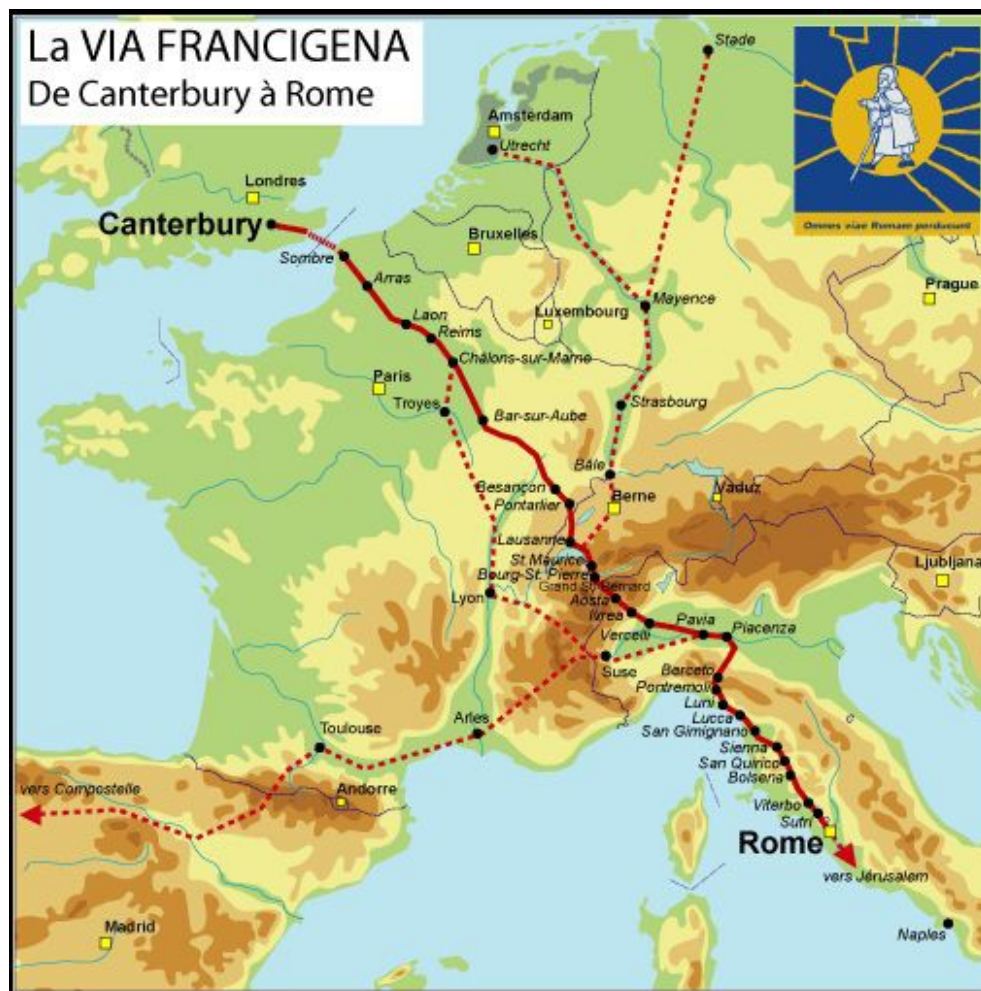 La VIA FRANCIGENA
De Canterbury à Rome
Stade
Amsterdam
Utrecht
Londres
Canterbury
Omnes viae Romam perducunt
Bruxelles
Sombre
Prague
Arras
Mayence
Laon
Luxembourg
Reims
Châlons-sur-Marne
Paris
Troyes
Strasbourg
Bar-sur-Aube
Bâle
Besançon
Berne
Vaduz
Pontarlier
Lausanne
St Maurice
Ljubljana
Bourg-St. Pierre
Grand St Bernard
Lyon
Aosta
Ivrea
Vercelli
Pavia
Piacenza
Suse
Berceto
Pontremoli
Luni
Arles
Lucca
Toulouse
San Gimignano
Sienna
San Quirico
Bolsena
vers Compostelle
Andorre
Viterbo
Sutri
Rome
vers Jérusalem
Madrid
Naples